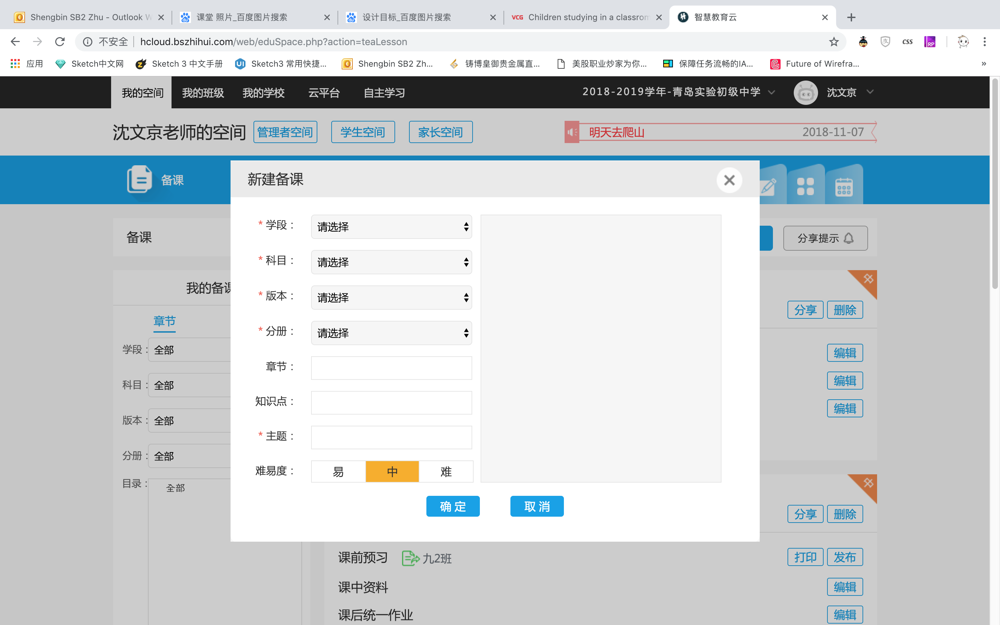 Shengbin SB2 Zhu - Outlook W
课堂 照片_百度图片搜索
设计目标_百度图片搜索
VCG Children studying in a classrom
智慧教育云
不安全 hcloud.bszhihui.com/web/eduSpace.php?action=teaLesson
css
RP
应用
Sketch中文网
Sketch 3 中文手册
UI Sketch3 常用快捷...
Shengbin SB2 Zh...
铸博皇御贵金属直...
美股职业炒家为你...
保障任务流畅的IA...
Future of Wirefra...
»
我的空间 我的班级 我的学校 云平台 自主学习
2018-2019学年-青岛实验初级中学
沈文京
沈文京老师的空间
管理者空间 学生空间 家长空间
明天去爬山 2018-11-07
备课
新建备课
备课
分享提示
我的备课
章节
学段：全部
科目：全部
版本：全部
分册：全部
目录：全部
* 学段：请选择
* 科目：请选择
* 版本：请选择
* 分册：请选择
章节：
知识点：
* 主题：
难易度：易 中 难
确 定 取 消
分享 删除
编辑
编辑
编辑
分享 删除
课前预习 九2班 打印 发布
课中资料 编辑
课后统一作业 编辑